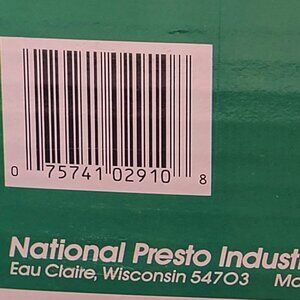 0 75741 02910 8
National Presto Indust
Eau Claire, Wisconsin 54703